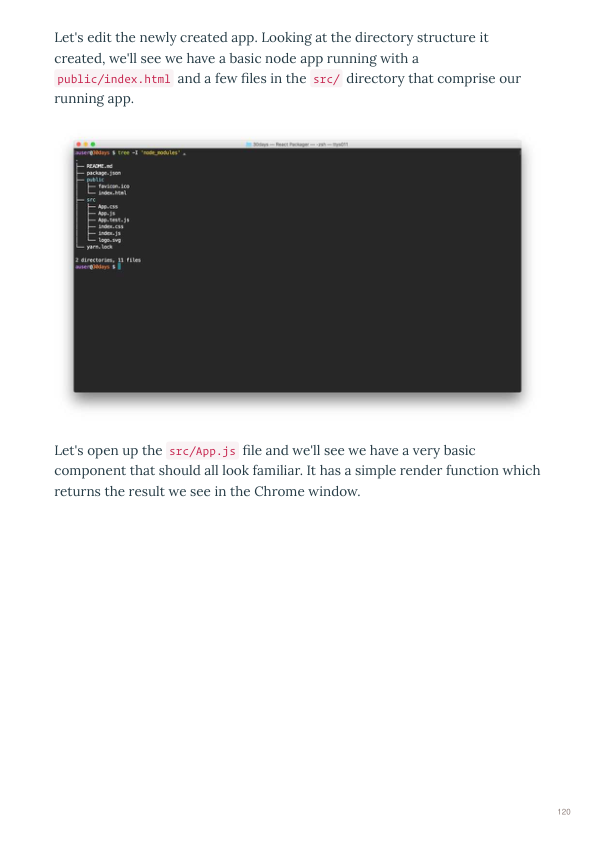 Let's edit the newly created app. Looking at the directory structure it
created, we'll see we have a basic node app running with a
public/index.html and a few files in the src/ directory that comprise our
running app.
30days — React Packager — -zsh —
auser@30days $ tree -I 'node_modules' .
.
├── README.md
├── package.json
├── public
│   ├── favicon.ico
│   └── index.html
├── src
│   ├── App.css
│   ├── App.js
│   ├── App.test.js
│   ├── index.css
│   ├── index.js
│   └── logo.svg
└── yarn.lock
2 directories, 11 files
auser@30days $
Let's open up the src/App.js file and we'll see we have a very basic
component that should all look familiar. It has a simple render function which
returns the result we see in the Chrome window.
120